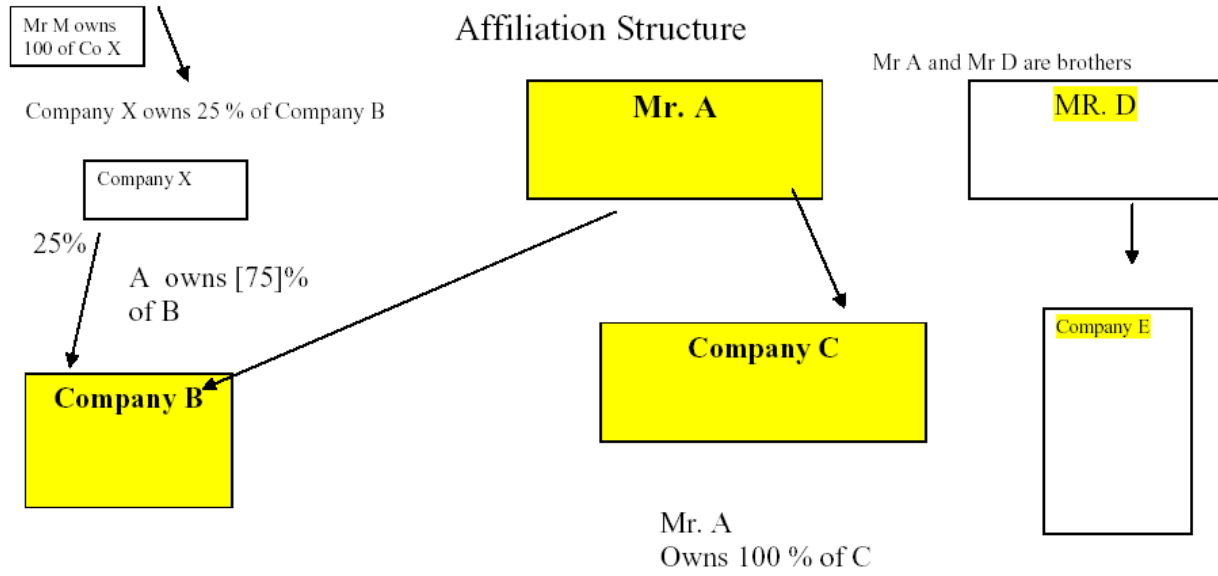 Affiliation Structure
Mr M owns
100 of Co X
Mr A and Mr D are brothers
Company X owns 25 % of Company B
Mr. A
MR. D
Company X
25%
A owns [75]%
of B
Company E
Company C
Company B
Mr. A
Owns 100 % of C